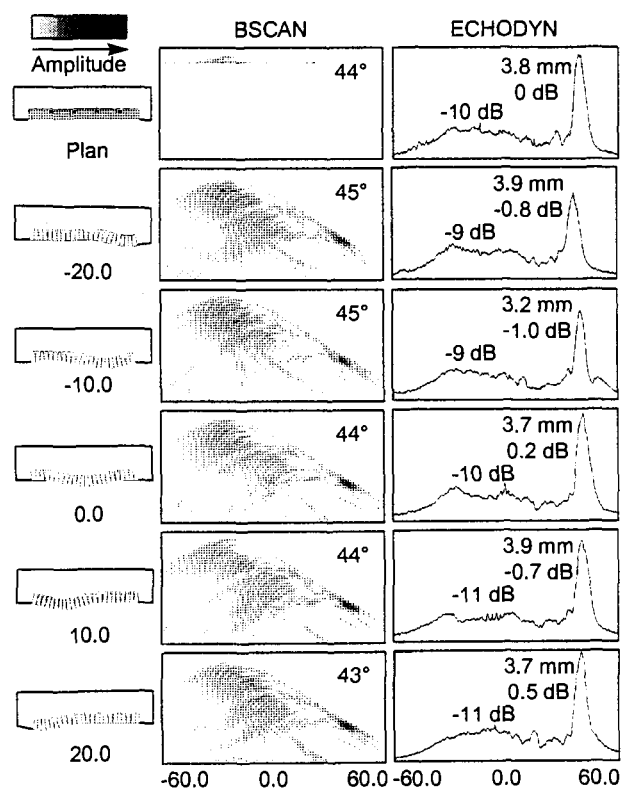 BSCAN ECHODYN
Amplitude
44° 3.8 mm
0 dB
-10 dB
Plan
45° 3.9 mm
-0.8 dB
-9 dB
-20.0
45° 3.2 mm
-1.0 dB
-9 dB
-10.0
44° 3.7 mm
0.2 dB
-10 dB
0.0
44° 3.9 mm
-0.7 dB
-11 dB
10.0
43° 3.7 mm
0.5 dB
-11 dB
20.0
-60.0 0.0 60.0 -60.0 0.0 60.0